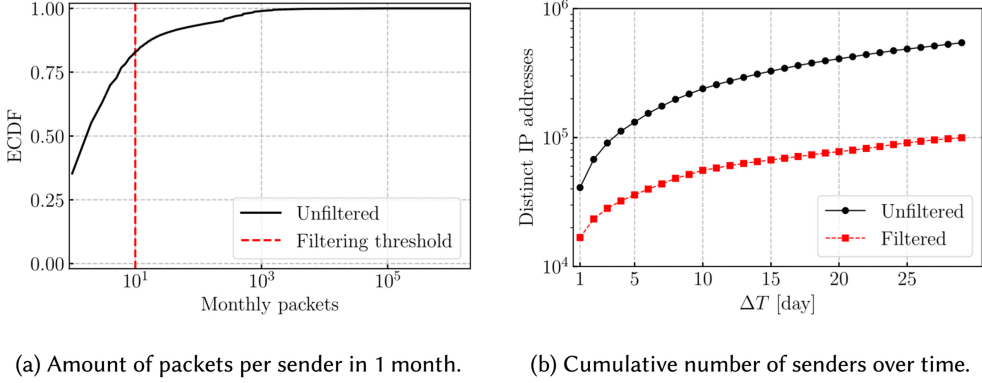 1.00
0.75
0.50
0.25
0.00
ECDF
10^1
10^3
10^5
Monthly packets
Unfiltered
Filtering threshold
(a) Amount of packets per sender in 1 month.
10^6
10^5
10^4
Distinct IP addresses
1
5
10
15
20
25
ΔT [day]
Unfiltered
Filtered
(b) Cumulative number of senders over time.